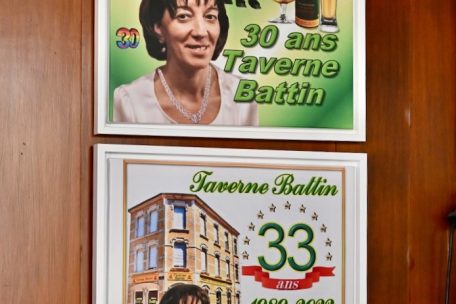 30
30 ans
Taverne
Battin
Taverne Battin
33
ans